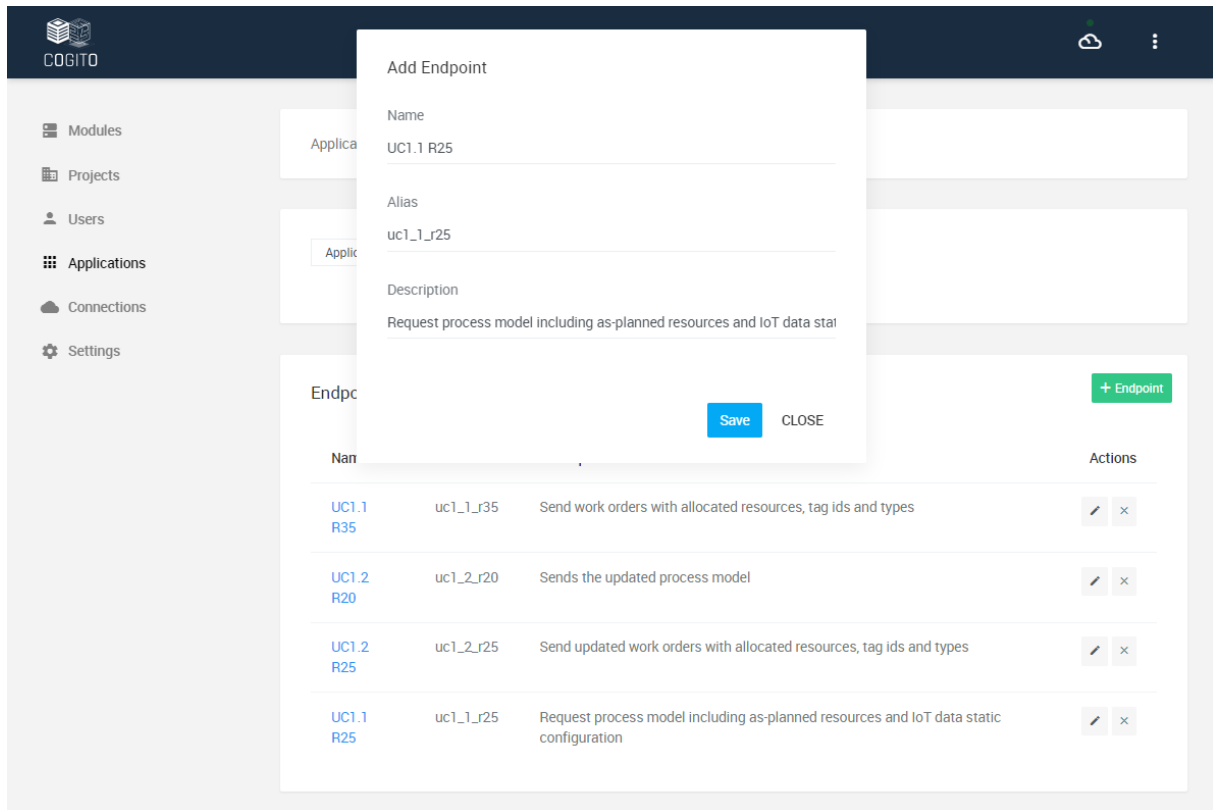 COGITO
Add Endpoint
Name
UC1.1 R25
Alias
uc1_1_r25
Description
Request process model including as-planned resources and IoT data stat
Save CLOSE
Modules
Projects
Users
Applications
Connections
Settings
Applica
Applic
Endpo
+ Endpoint
Nam Actions
UC1.1 uc1_1_r35 Send work orders with allocated resources, tag ids and types
R35
UC1.2 uc1_2_r20 Sends the updated process model
R20
UC1.2 uc1_2_r25 Send updated work orders with allocated resources, tag ids and types
R25
UC1.1 uc1_1_r25 Request process model including as-planned resources and IoT data static
R25 configuration